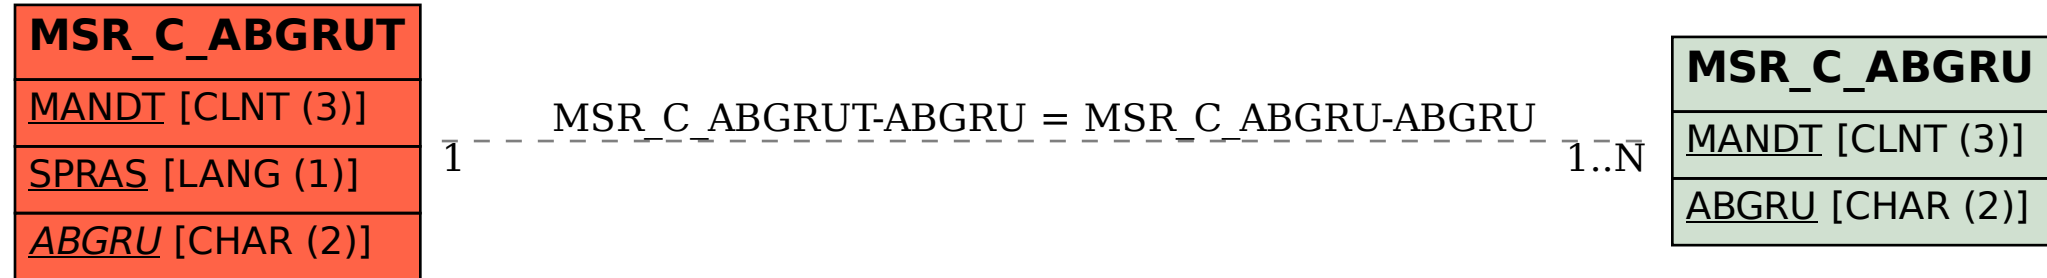 MSR_C_ABGRUT
MANDT [CLNT (3)]
SPRAS [LANG (1)]
ABGRU [CHAR (2)]
MSR_C_ABGRUT-ABGRU = MSR_C_ABGRU-ABGRU
1
1..N
MSR_C_ABGRU
MANDT [CLNT (3)]
ABGRU [CHAR (2)]